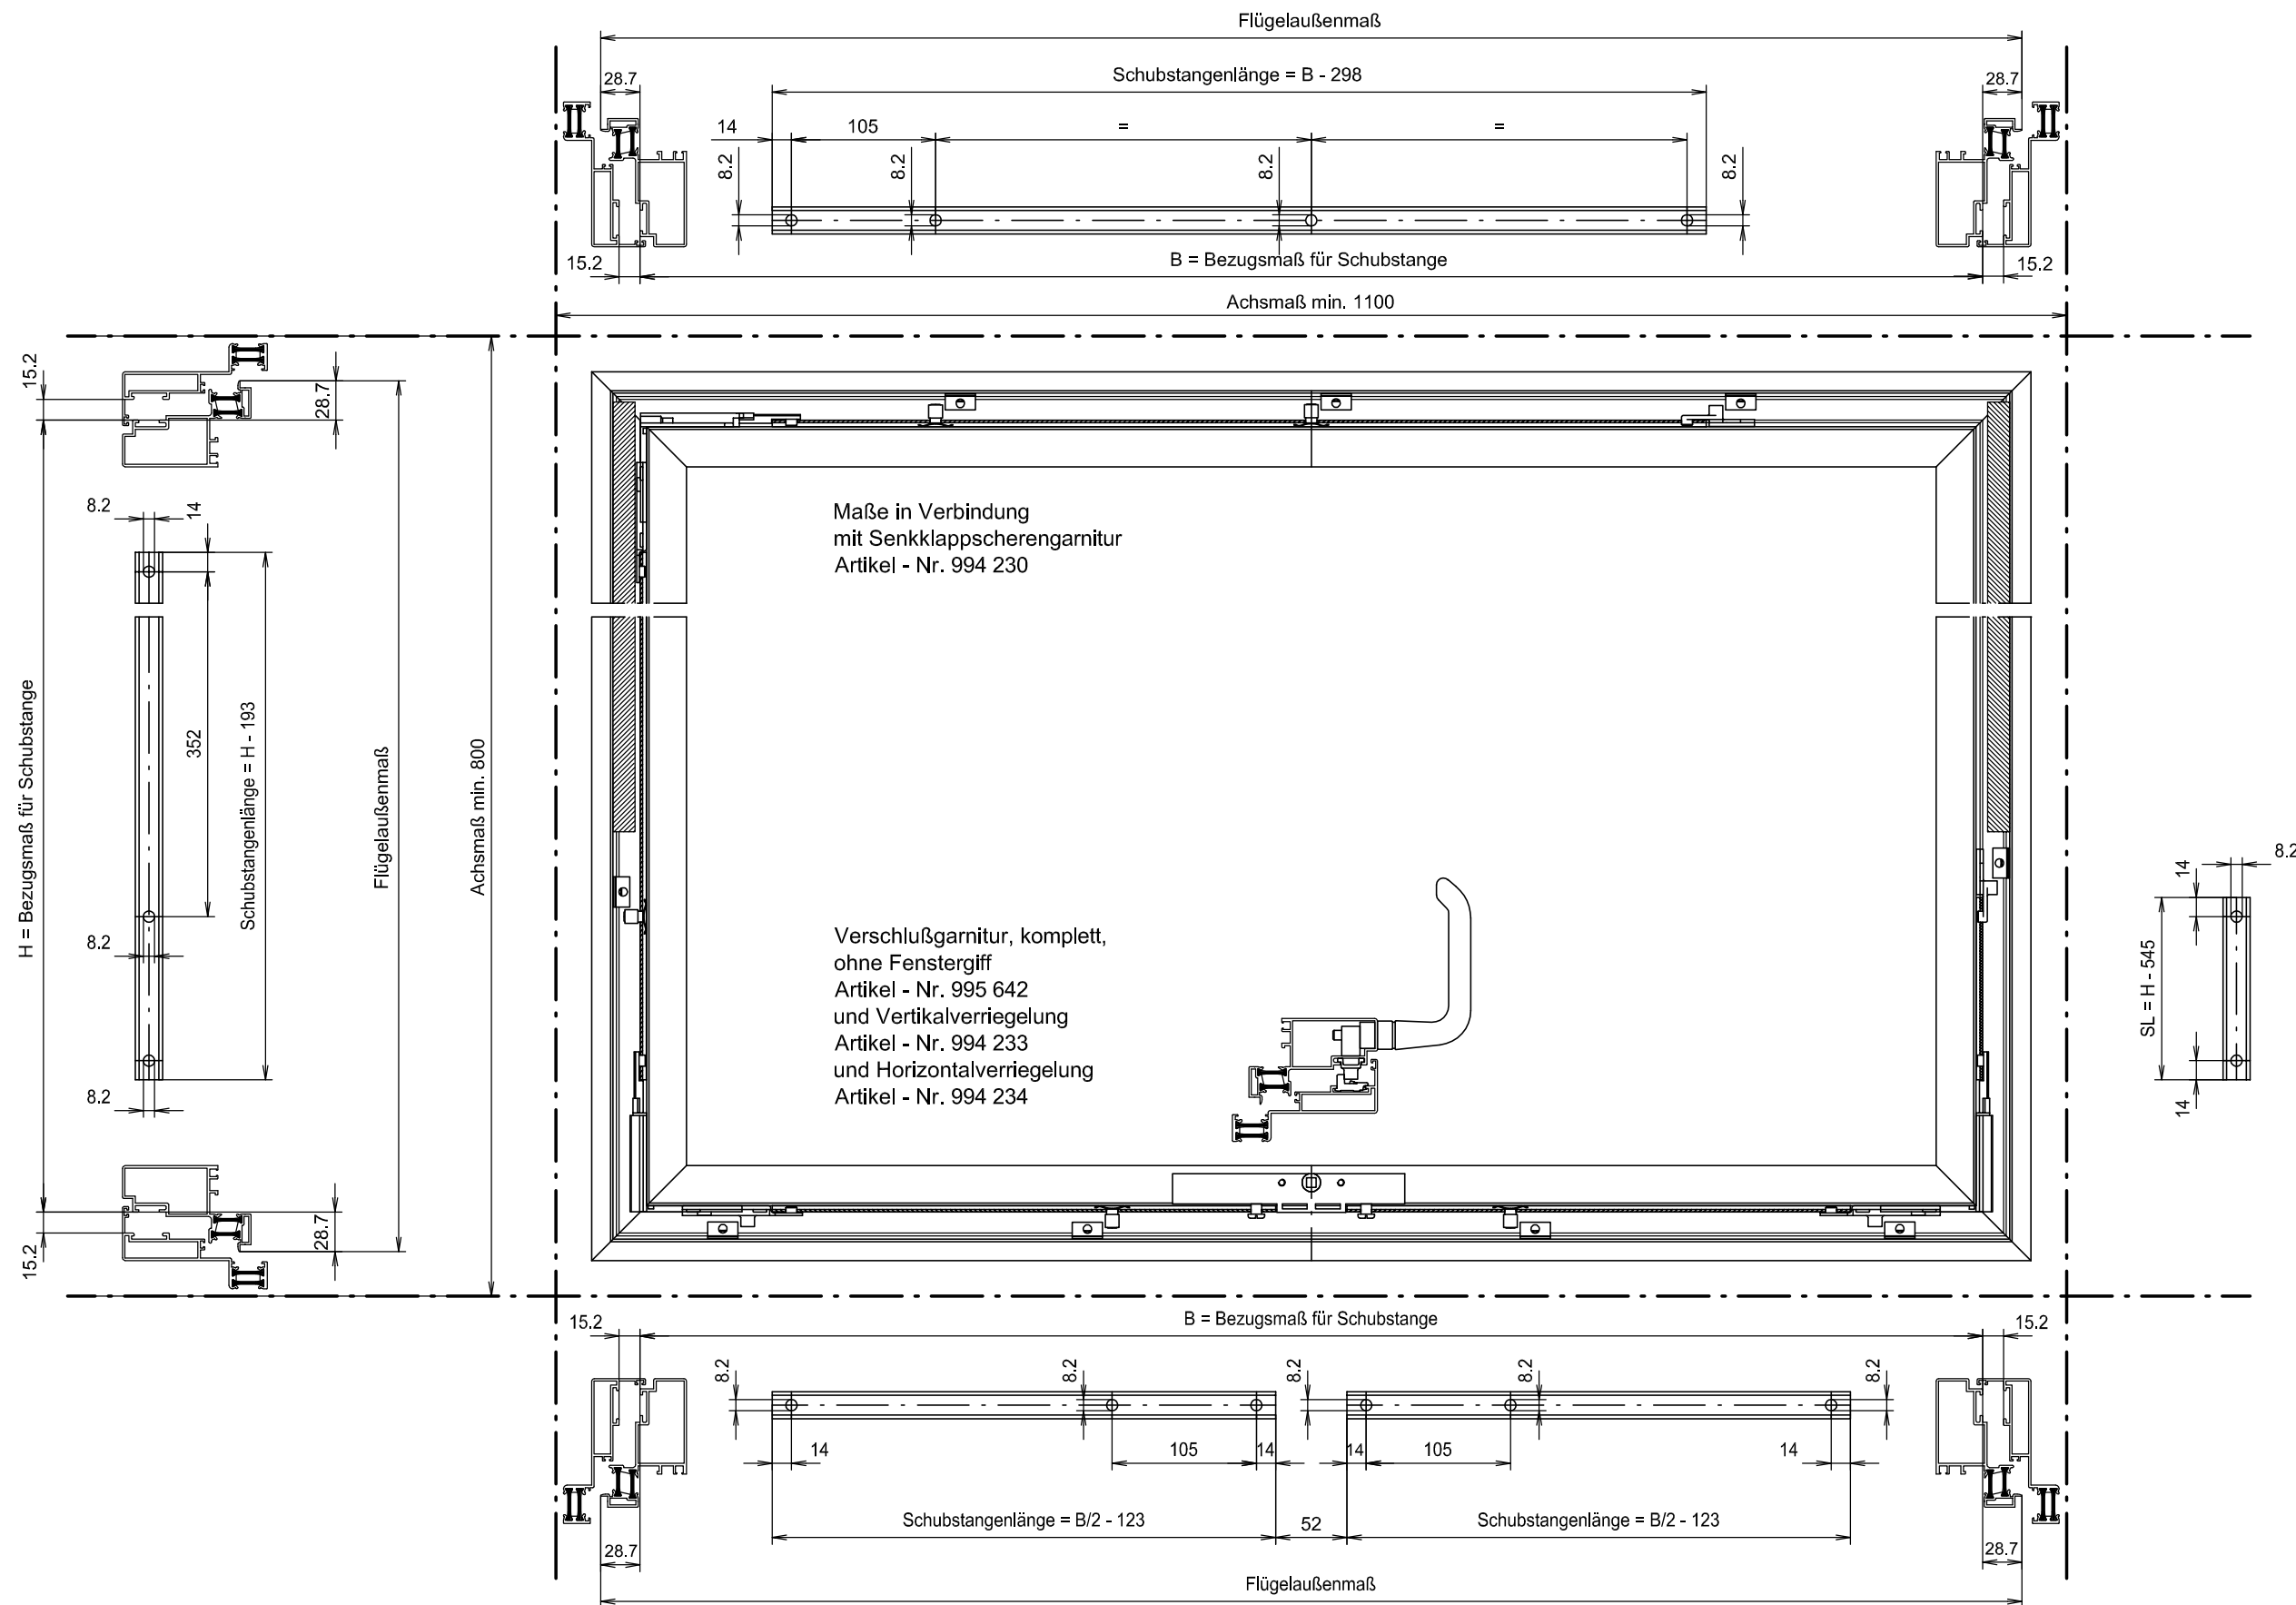 Flügelaußenmaß
Schubstangenlänge = B - 298
28.7
28.7
14
105
=
=
8.2
8.2
8.2
8.2
15.2
B = Bezugsmaß für Schubstange
15.2
Achsmaß min. 1100
15.2
28.7
8.2
14
352
8.2
8.2
H = Bezugsmaß für Schubstange
Schubstangenlänge = H - 193
Flügelaußenmaß
Achsmaß min. 800
15.2
28.7
Maße in Verbindung
mit Senkklappscherengarnitur
Artikel - Nr. 994 230
Verschlußgarnitur, komplett,
ohne Fenstergiff
Artikel - Nr. 995 642
und Vertikalverriegelung
Artikel - Nr. 994 233
und Horizontalverriegelung
Artikel - Nr. 994 234
14
8.2
SL = H - 545
14
15.2
B = Bezugsmaß für Schubstange
15.2
8.2
8.2
8.2
8.2
8.2
14
105
14
14
105
14
Schubstangenlänge = B/2 - 123
52
Schubstangenlänge = B/2 - 123
28.7
28.7
Flügelaußenmaß